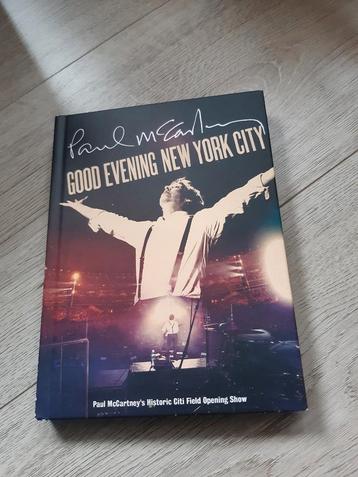 Paul McCartney
GOOD EVENING NEW YORK CITY
Paul McCartney's Historic Citi Field Opening Show